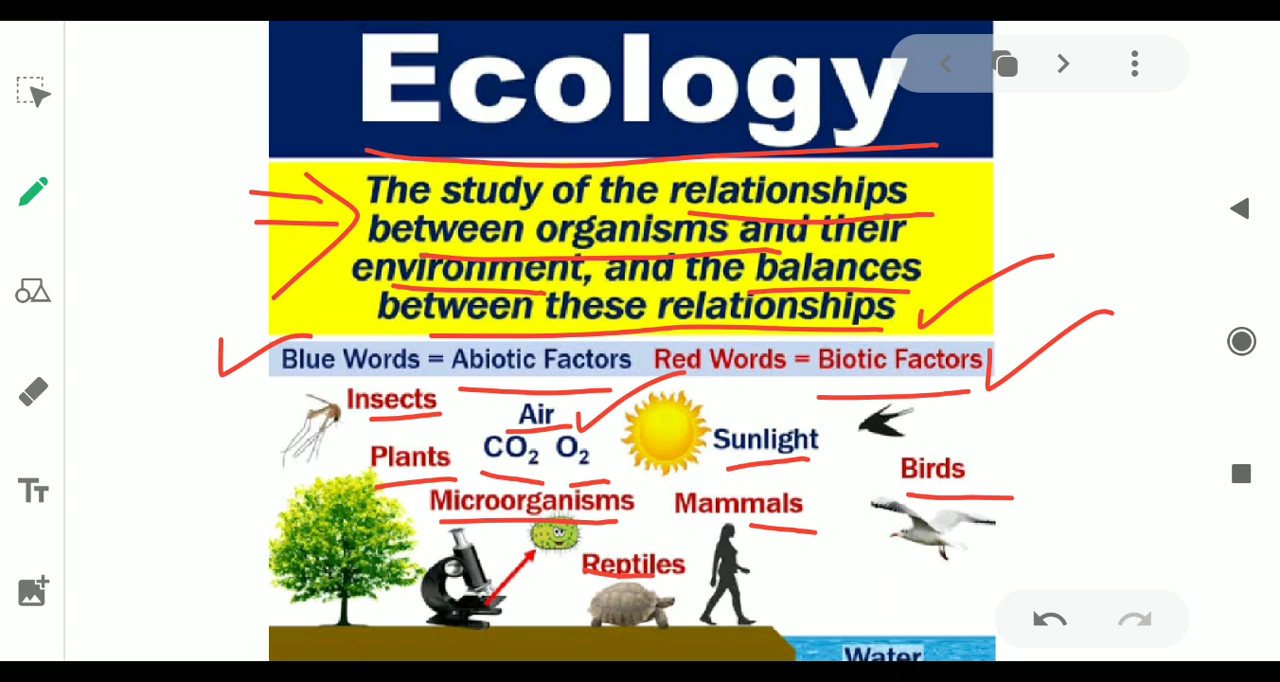 Ecology
The study of the relationships
between organisms and their
environment, and the balances
between these relationships
Blue Words = Abiotic Factors Red Words = Biotic Factors
Insects
Air
CO₂ O₂
Sunlight
Plants
Birds
Microorganisms
Mammals
Reptiles
Water
TT